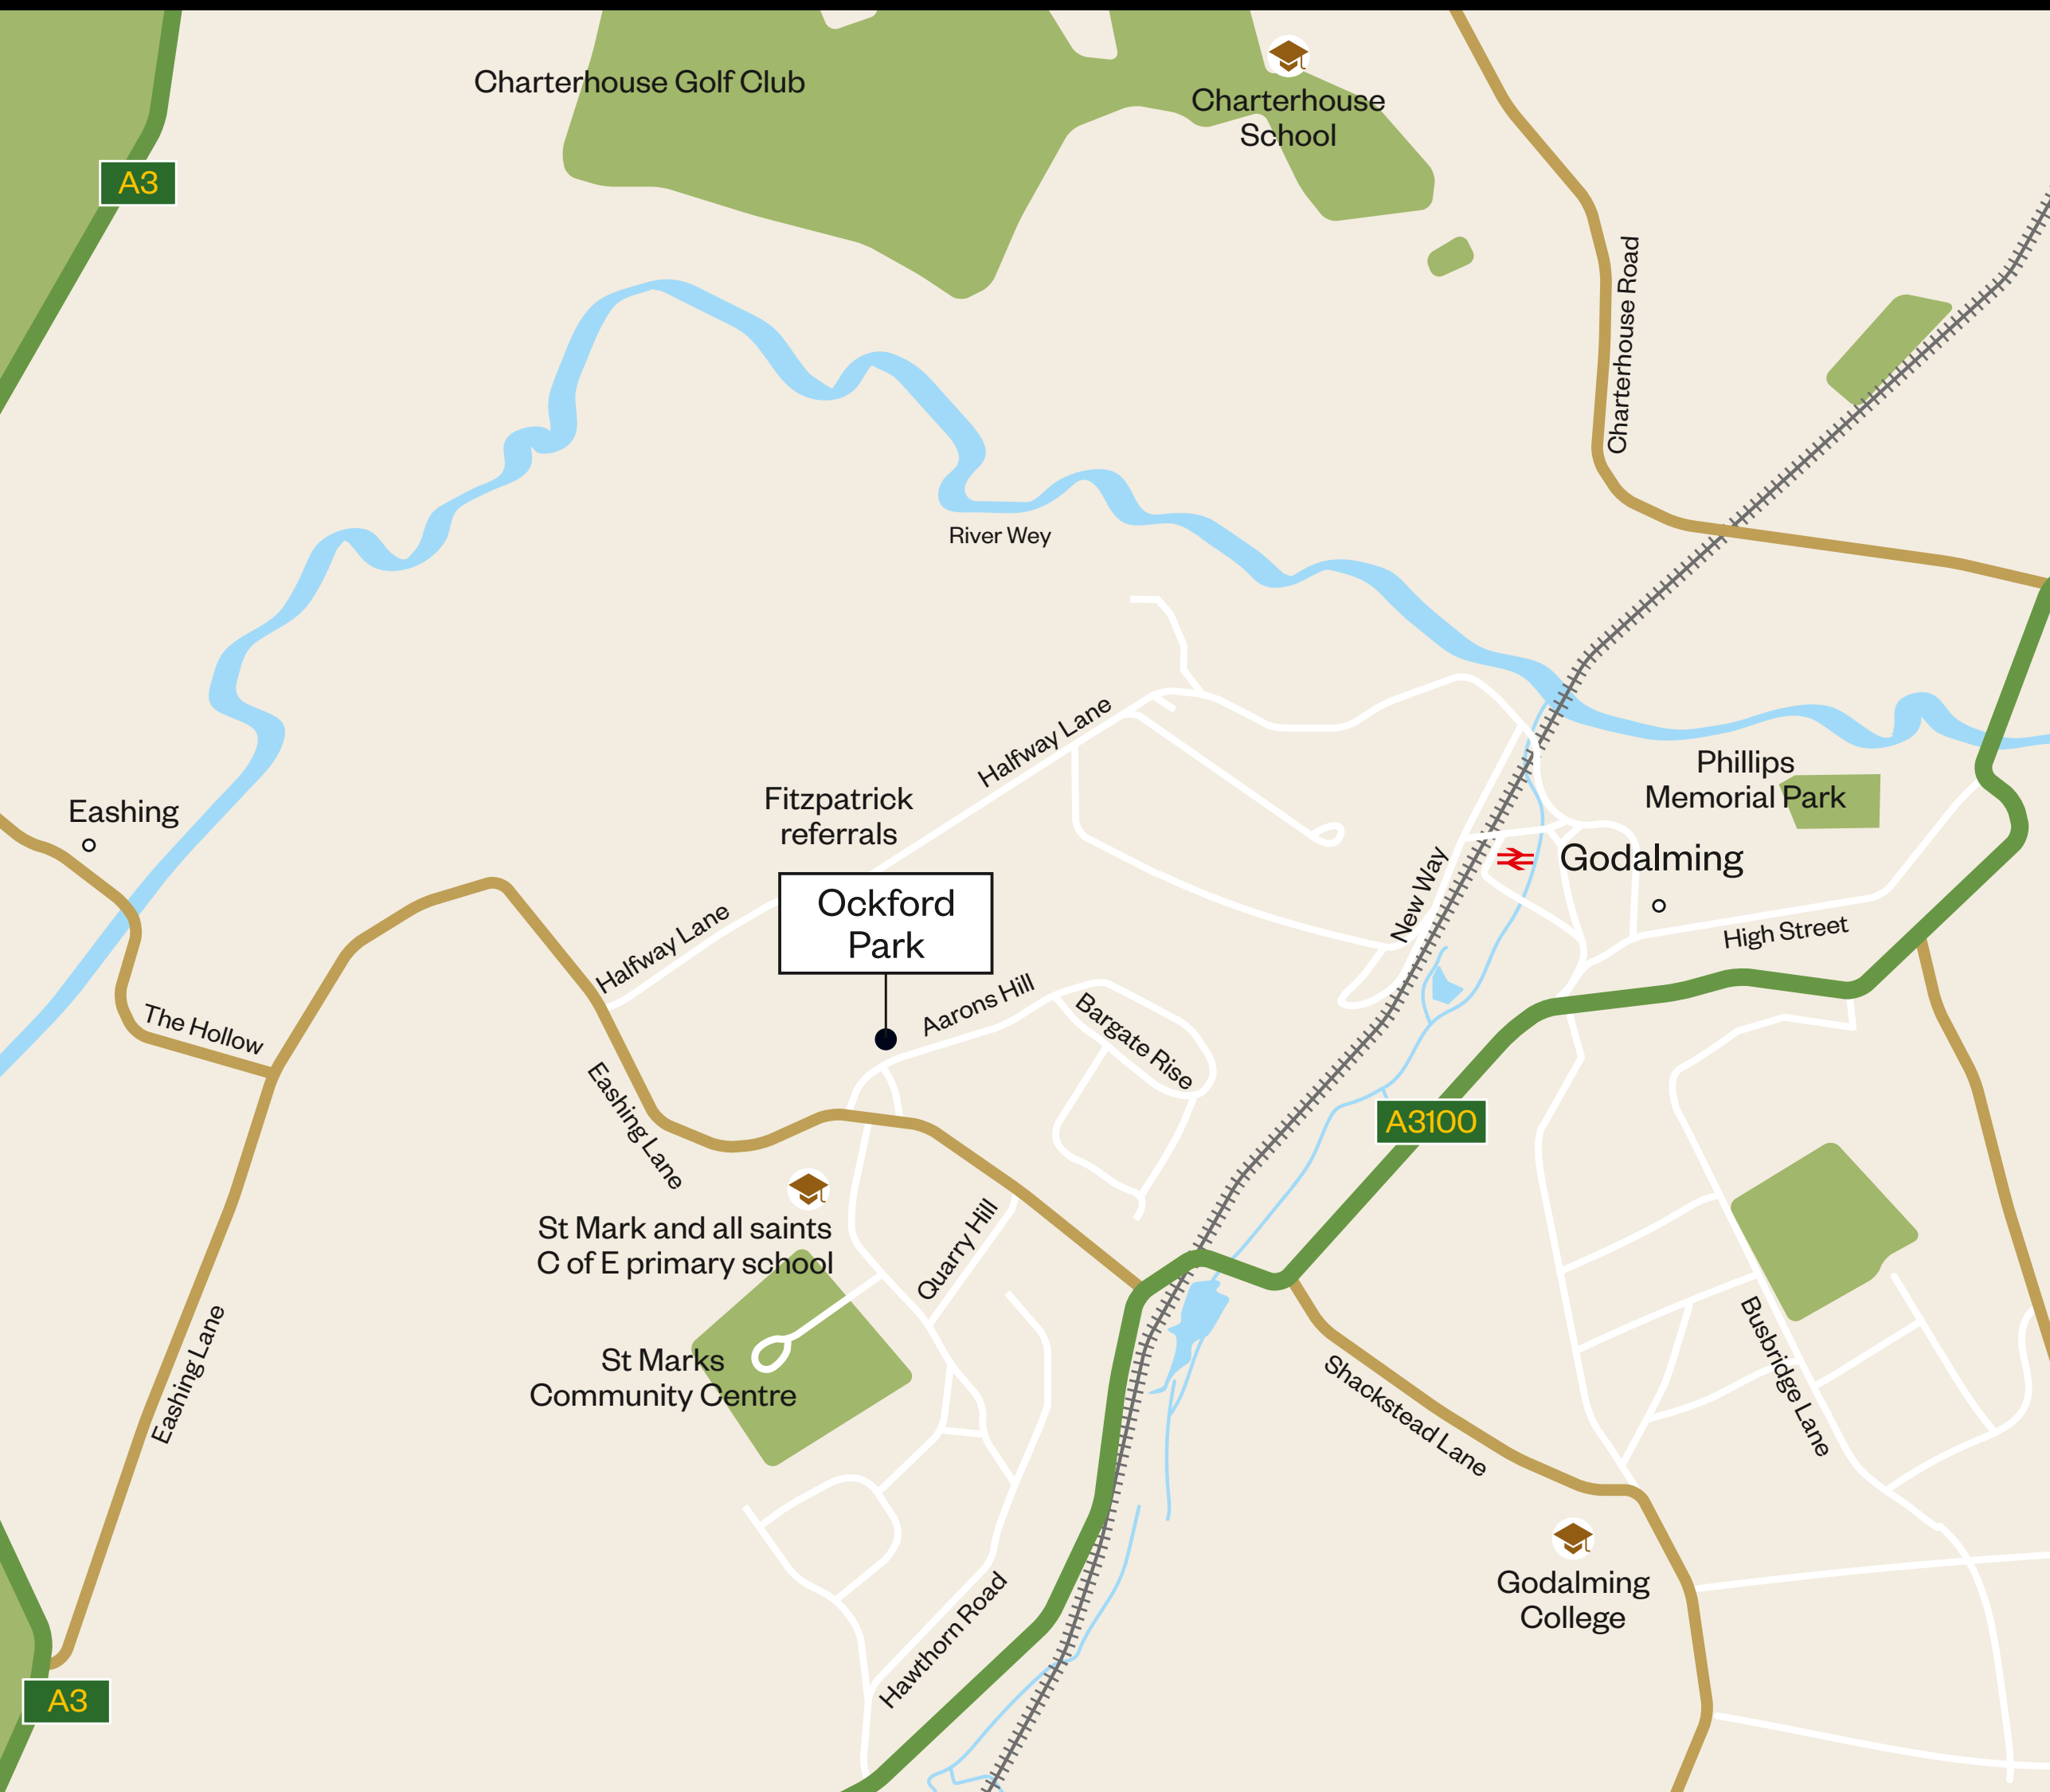 Charterhouse Golf Club
Charterhouse
School
A3
Charterhouse Road
River Wey
Halfway Lane
Phillips
Memorial Park
Eashing
Fitzpatrick
referrals
New Way
Godalming
Ockford
Park
Halfway Lane
High Street
Aarons Hill
Bargate Rise
The Hollow
Eashing Lane
A3100
St Mark and all saints
C of E primary school
Quarry Hill
Eashing Lane
St Marks
Community Centre
Shackstead Lane
Busbridge Lane
Godalming
College
Hawthorn Road
A3